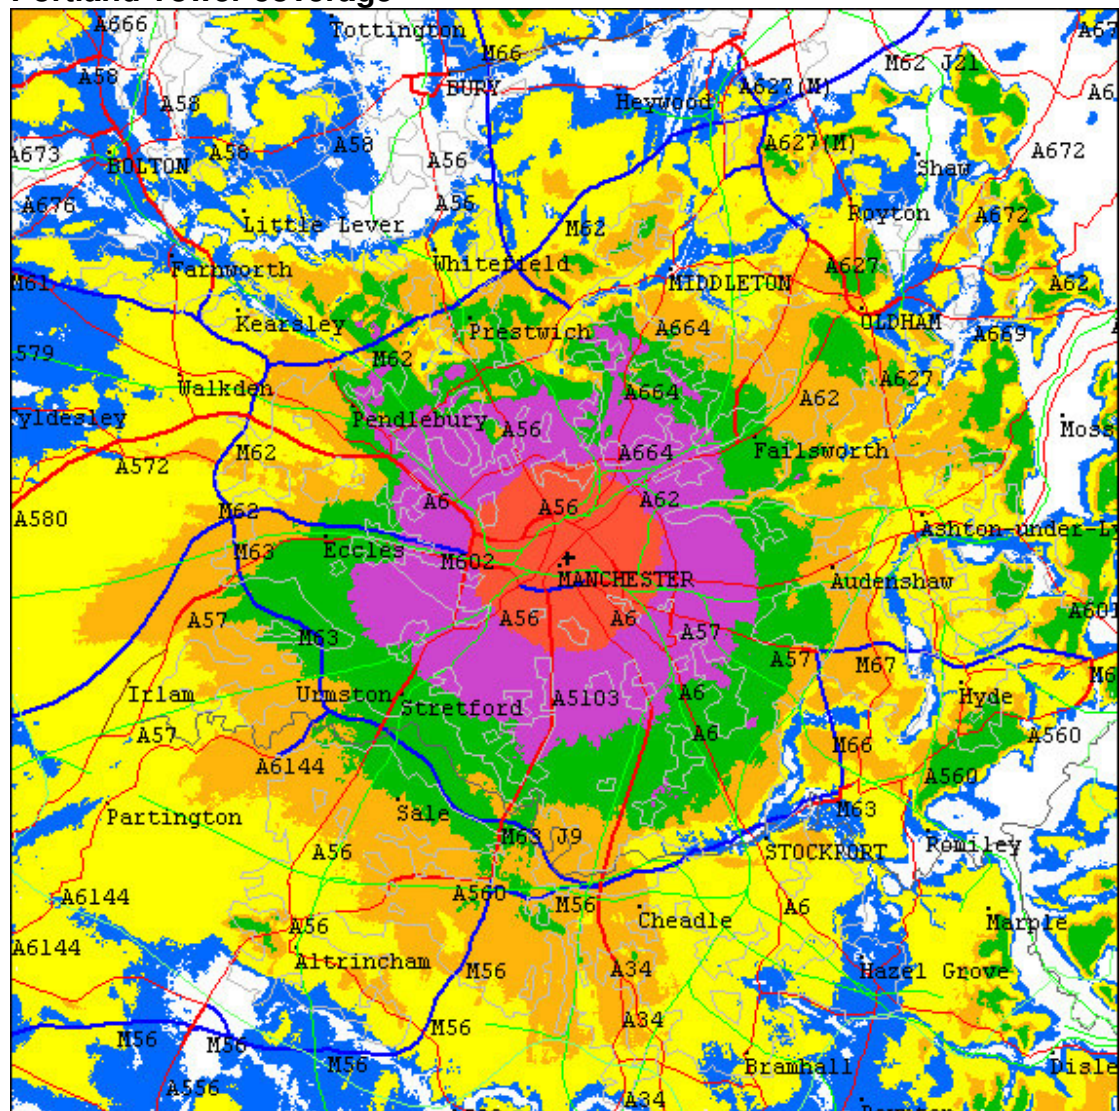 Portland Tower coverage
A666
Tottington
M66
A58
BURY
Heywood
A627(M)
M62 J21
A58
A58
A58
A56
A627(M)
A672
A673
BOLTON
Shaw
A676
A56
Royton
A672
Little Lever
M62
Farnworth
Whitefield
MIDDLETON
A627
A62
M61
Kearsley
Prestwich
A664
OLDHAM
A669
M62
A627
Walkden
A664
A62
Pendlebury
A56
A572
M62
A664
Failsworth
A580
M62
A6
A56
A62
M63
Eccles
M602
MANCHESTER
Audenshaw
A57
A56
A6
A57
M63
A57
M67
Irlam
Urmston
Stretford
A5103
A6
Hyde
A57
A6
M66
A560
A6144
A560
Partington
Sale
M63
A56
M63 J9
STOCKPORT
Romiley
A6144
A560
M56
Cheadle
A6
Marple
A6144
A56
Altrincham
M56
A34
Hazel Grove
M56
M56
M56
M56
A34
Bramhall
A556
A34